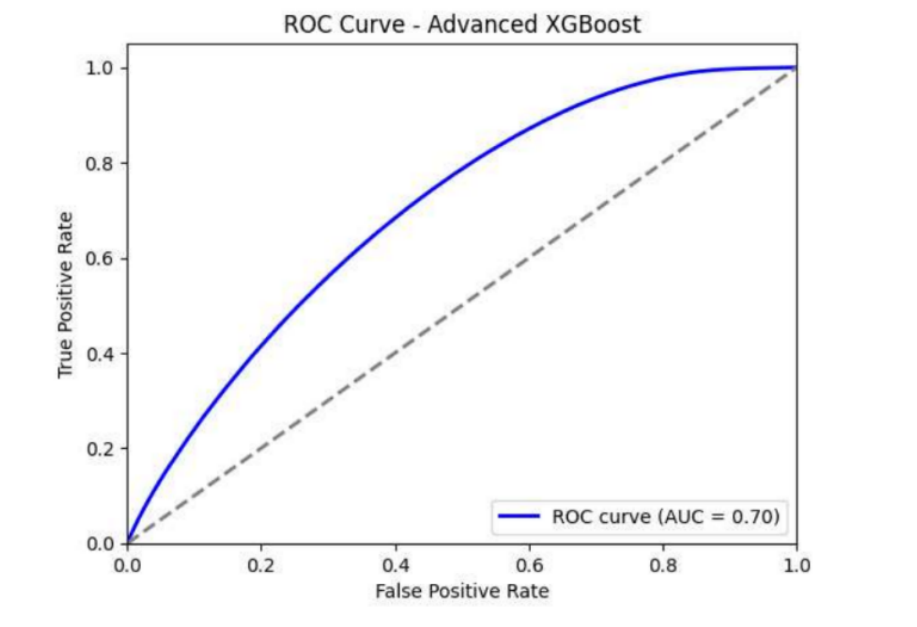 ROC Curve - Advanced XGBoost
1.0
0.8
0.6
0.4
0.2
0.0
True Positive Rate
ROC curve (AUC = 0.70)
0.0 0.2 0.4 0.6 0.8 1.0
False Positive Rate